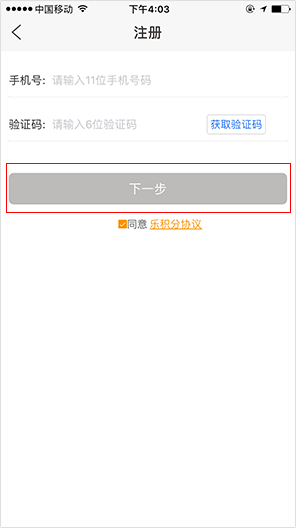 中国移动 下午4:03
注册
手机号: 请输入11位手机号码
验证码: 请输入6位验证码 获取验证码
下一步
同意 乐积分协议